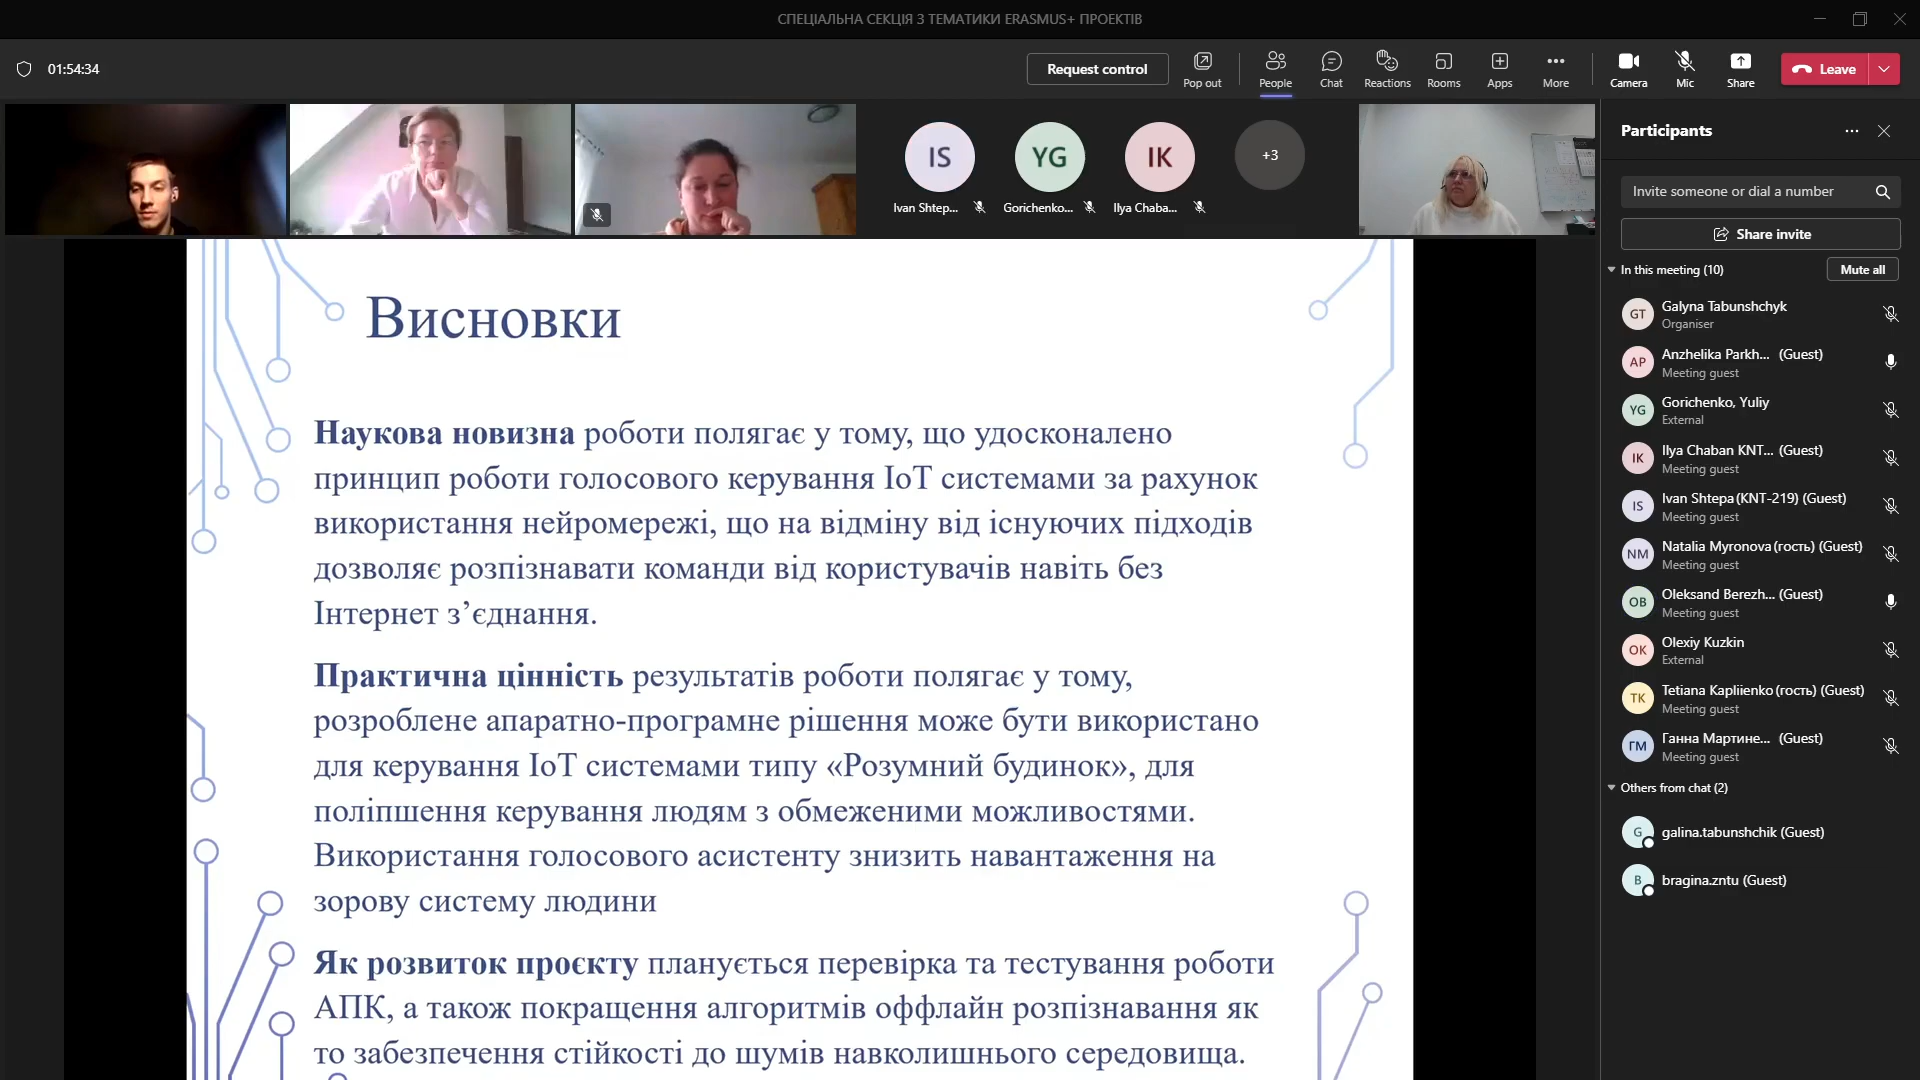 СПЕЦІАЛЬНА СЕКЦІЯ З ТЕМАТИКИ ERASMUS+ ПРОЕКТІВ
01:54:34
Request control
Pop out
People
Chat
Reactions
Rooms
Apps
More
Camera
Mic
Share
Leave
IS
YG
IK
+3
Ivan Shtep...
Gorichenko...
Ilya Chaba...
Висновки
Наукова новизна роботи полягає у тому, що удосконалено
принцип роботи голосового керування IoT системами за рахунок
використання нейромережі, що на відміну від існуючих підходів
дозволяє розпізнавати команди від користувачів навіть без
Інтернет з’єднання.
Практична цінність результатів роботи полягає у тому,
розроблене апаратно-програмне рішення може бути використано
для керування IoT системами типу «Розумний будинок», для
поліпшення керування людям з обмеженими можливостями.
Використання голосового асистенту знизить навантаження на
зорову систему людини
Як розвиток проєкту планується перевірка та тестування роботи
АПК, а також покращення алгоритмів оффлайн розпізнавання як
то забезпечення стійкості до шумів навколишнього середовища.
Participants
Invite someone or dial a number
Share invite
In this meeting (10)
Mute all
GT
Galyna Tabunshchyk
Organiser
AP
Anzhelika Parkh... (Guest)
Meeting guest
YG
Gorichenko, Yuliy
External
IK
Ilya Chaban KNT... (Guest)
Meeting guest
IS
Ivan Shtepa(KNT-219) (Guest)
Meeting guest
NM
Natalia Myronova(гость) (Guest)
Meeting guest
OB
Oleksand Berezh... (Guest)
Meeting guest
OK
Olexiy Kuzkin
External
TK
Tetiana Kapliienko(гость) (Guest)
Meeting guest
ГМ
Ганна Мартине... (Guest)
Meeting guest
Others from chat (2)
G
galina.tabunshchik (Guest)
B
bragina.zntu (Guest)